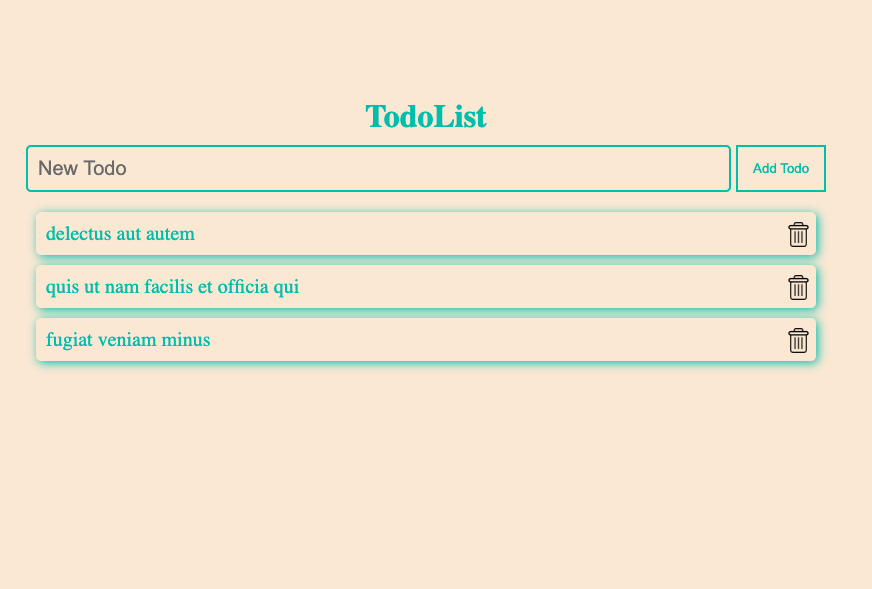 TodoList
New Todo
Add Todo
delectus aut autem
quis ut nam facilis et officia qui
fugiat veniam minus